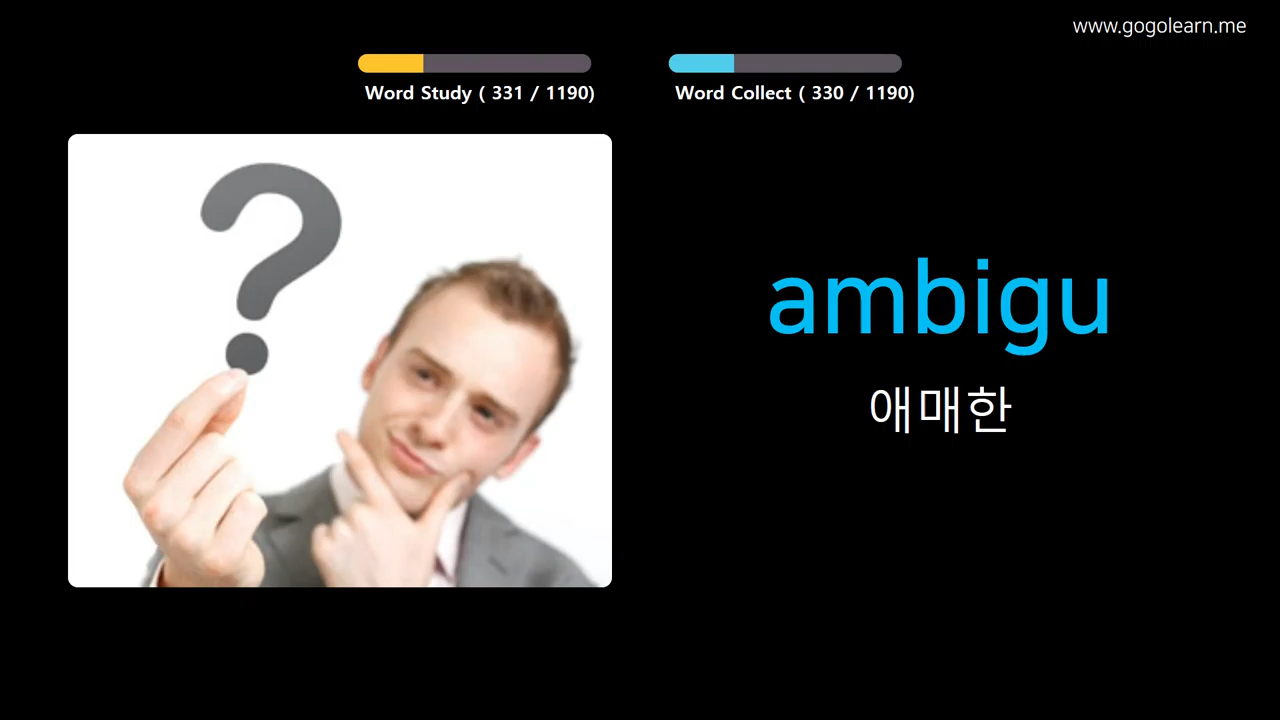 www.gogolearn.me
Word Study ( 331 / 1190)
Word Collect ( 330 / 1190)
?
ambigu
애매한